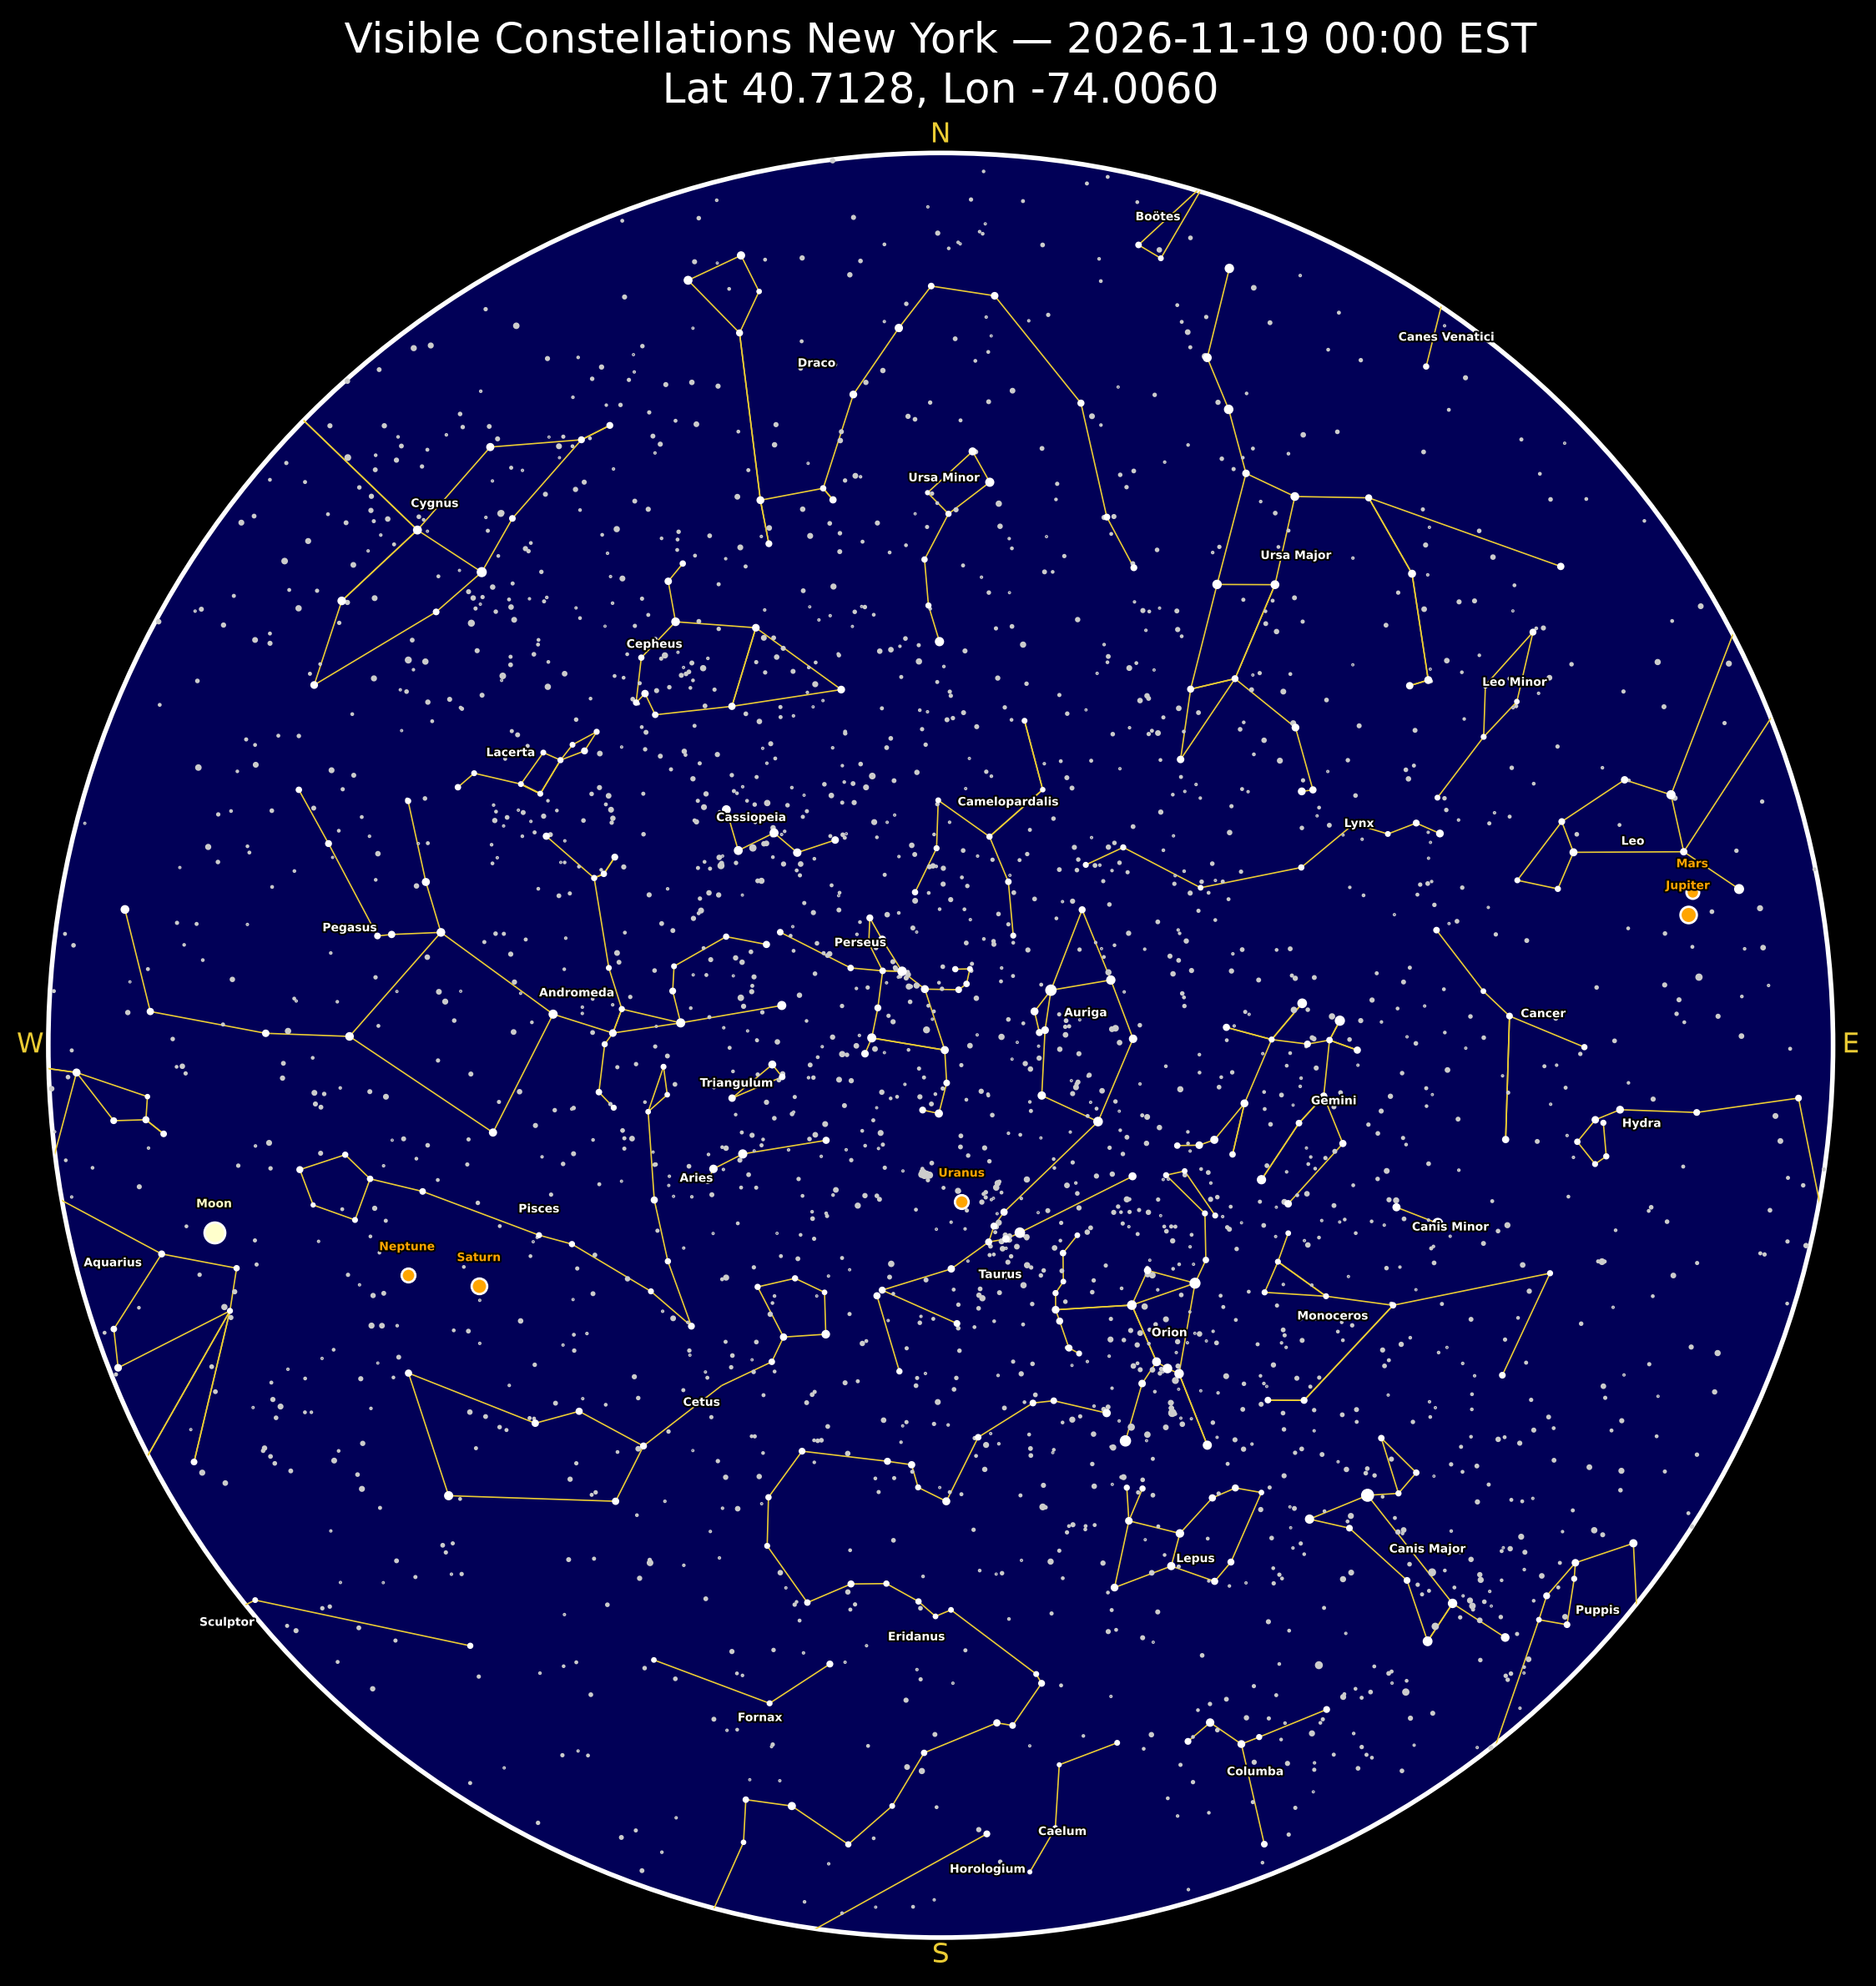 Visible Constellations New York — 2026-11-19 00:00 EST
Lat 40.7128, Lon -74.0060
N
Boötes
Canes Venatici
Draco
Ursa Minor
Cygnus
Ursa Major
Cepheus
Leo Minor
Lacerta
Camelopardalis
Cassiopeia
Lynx
Leo
Mars
Jupiter
Pegasus
Perseus
Andromeda
Auriga
Cancer
W
E
Triangulum
Gemini
Hydra
Aries
Uranus
Moon
Pisces
Canis Minor
Neptune
Saturn
Aquarius
Taurus
Monoceros
Orion
Cetus
Canis Major
Lepus
Puppis
Sculptor
Eridanus
Fornax
Columba
Caelum
Horologium
S